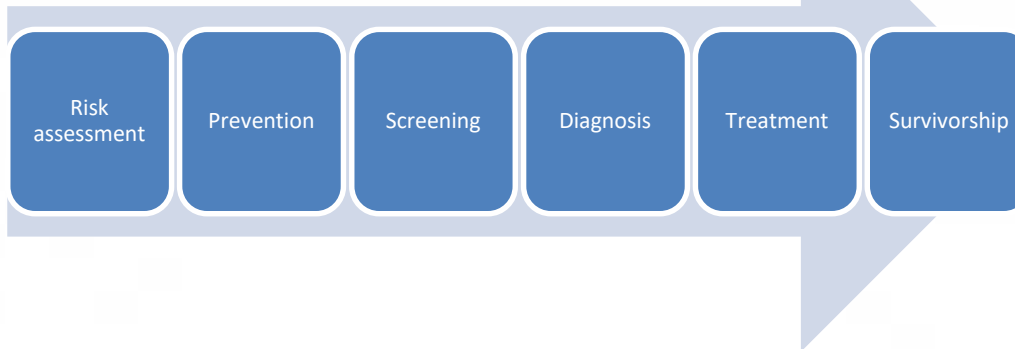 Risk
assessment
Prevention
Screening
Diagnosis
Treatment
Survivorship